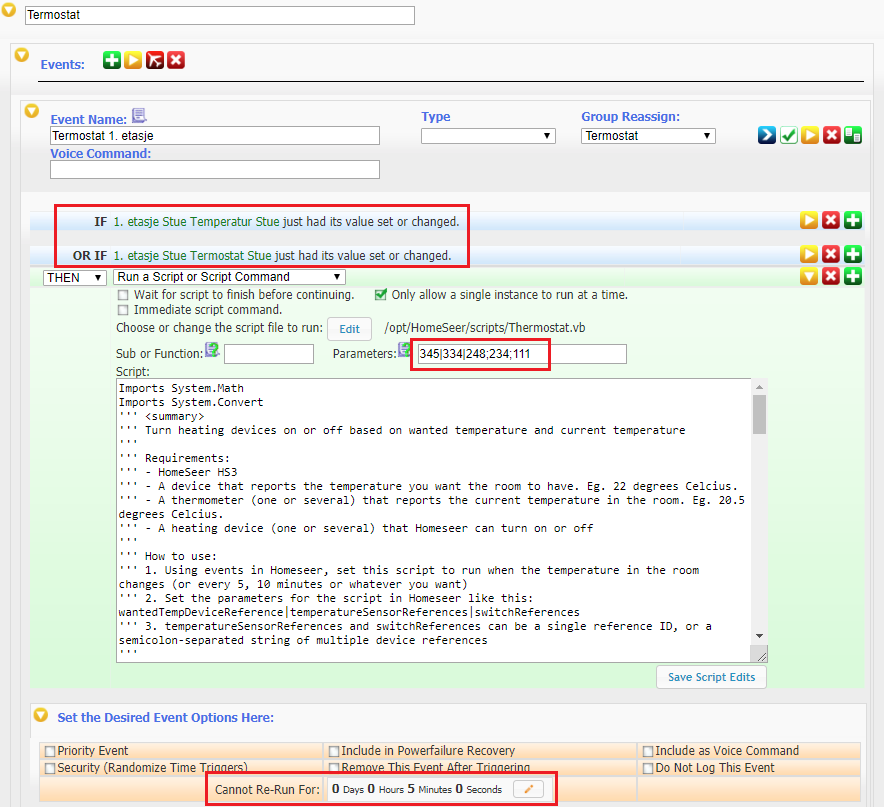 Termostat
Events:
Event Name:
Type
Group Reassign:
Termostat 1. etasje
Termostat
Voice Command:
IF 1. etasje Stue Temperatur Stue just had its value set or changed.
OR IF 1. etasje Stue Termostat Stue just had its value set or changed.
THEN Run a Script or Script Command
Wait for script to finish before continuing. Only allow a single instance to run at a time.
Immediate script command.
Choose or change the script file to run: Edit /opt/HomeSeer/scripts/Thermostat.vb
Sub or Function: Parameters: 345|334|248;234;111
Script:
Imports System.Math
Imports System.Convert
''' <summary>
''' Turn heating devices on or off based on wanted temperature and current temperature
'''
''' Requirements:
''' - HomeSeer HS3
''' - A device that reports the temperature you want the room to have. Eg. 22 degrees Celcius.
''' - A thermometer (one or several) that reports the current temperature in the room. Eg. 20.5
degrees Celcius.
''' - A heating device (one or several) that Homeseer can turn on or off
'''
''' How to use:
''' 1. Using events in Homeseer, set this script to run when the temperature in the room
changes (or every 5, 10 minutes or whatever you want)
''' 2. Set the parameters for the script in Homeseer like this:
wantedTempDeviceReference|temperatureSensorReferences|switchReferences
''' 3. temperatureSensorReferences and switchReferences can be a single reference ID, or a
semicolon-separated string of multiple device references
'''
Save Script Edits
Set the Desired Event Options Here:
Priority Event Include in Powerfailure Recovery Include as Voice Command
Security (Randomize Time Triggers) Remove This Event After Triggering Do Not Log This Event
Cannot Re-Run For: 0 Days 0 Hours 5 Minutes 0 Seconds